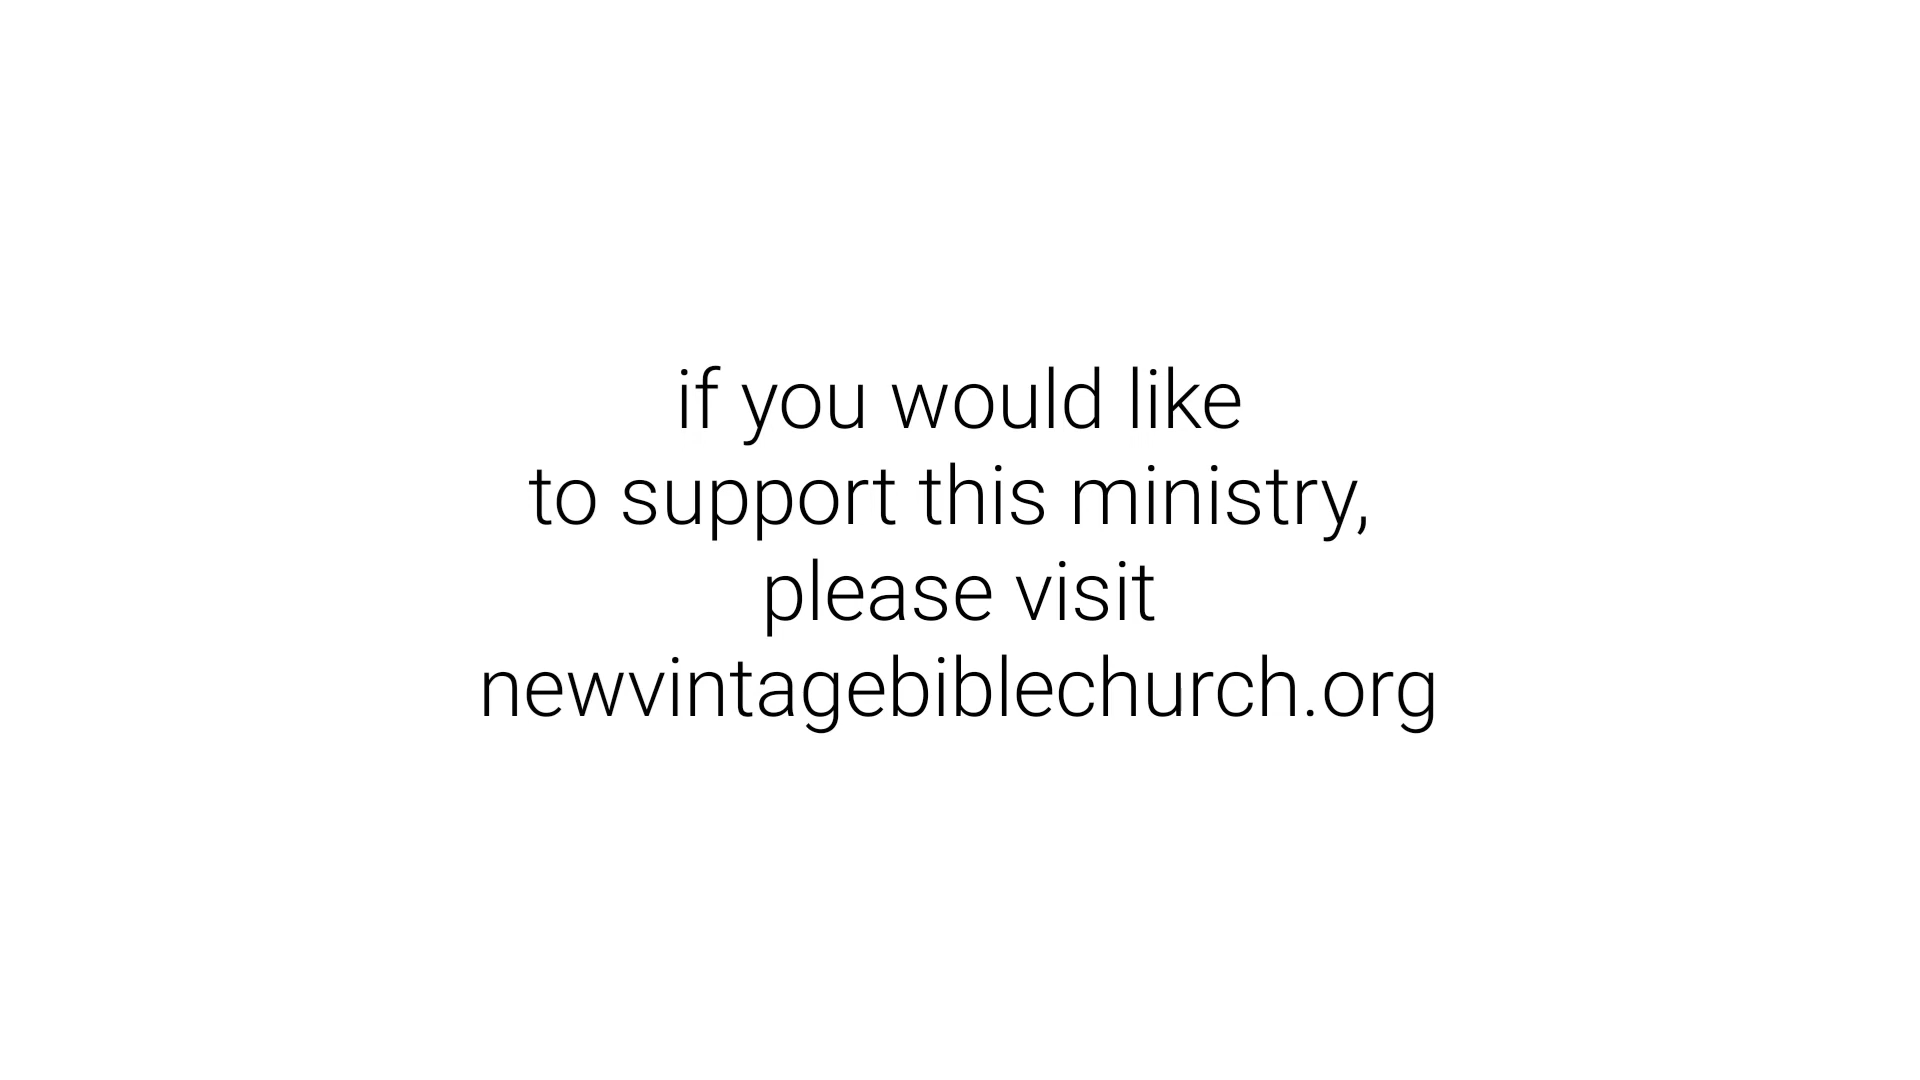 if you would like
to support this ministry,
please visit
newvintagebiblechurch.org